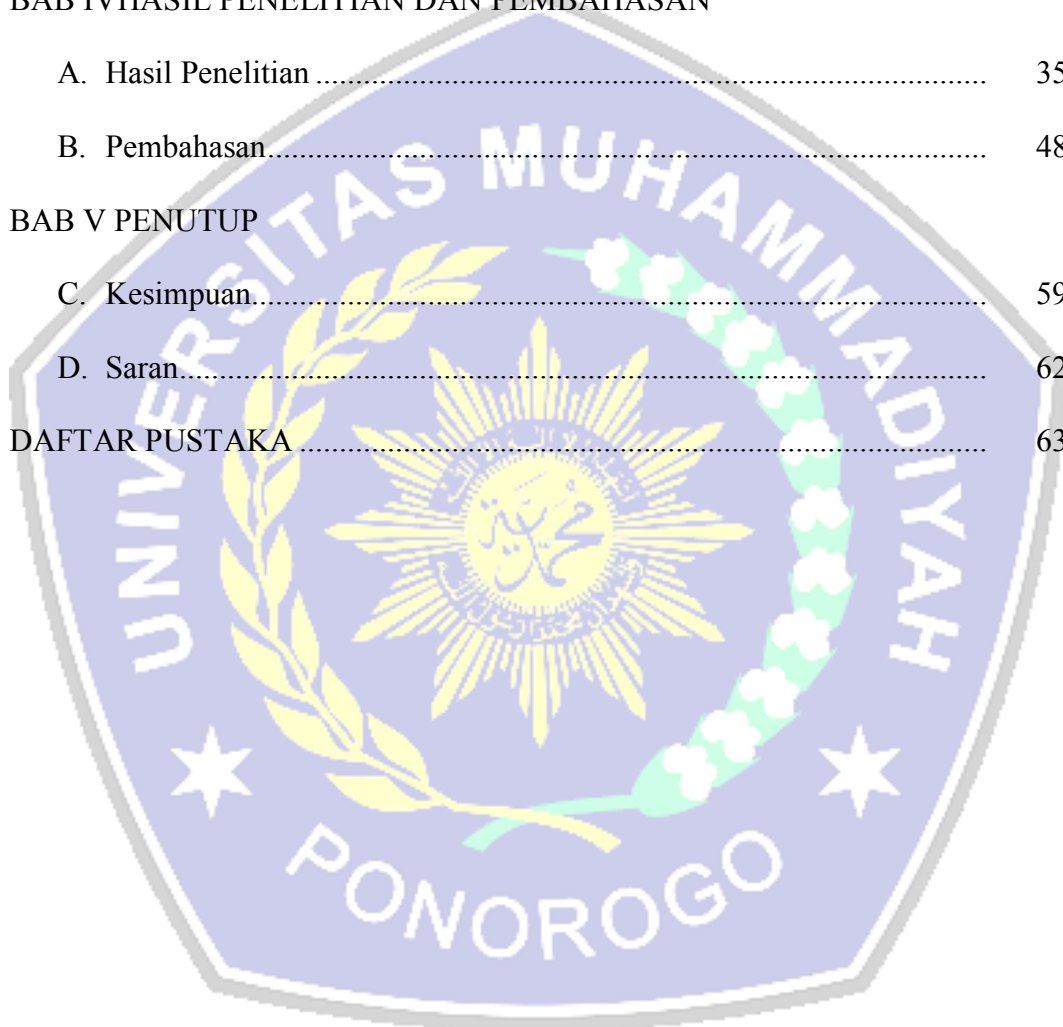 BAB IVHASIL PENELITIAN DAN PEMBAHASAN
A. Hasil Penelitian ........................................................................................ 35
B. Pembahasan.............................................................................................. 48
BAB V PENUTUP
C. Kesimpuan................................................................................................ 59
D. Saran......................................................................................................... 62
DAFTAR PUSTAKA .......................................................................................... 63
UNIVERSITAS MUHAMMADIYAH
محمدية
PONOROGO